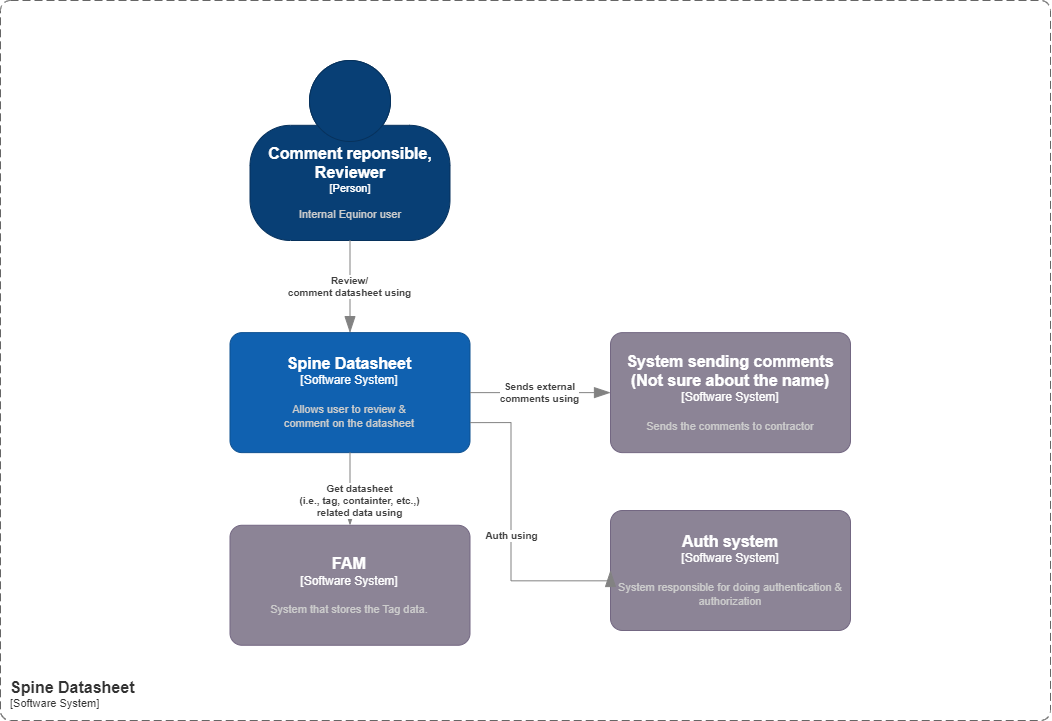 Comment reponsible,
Reviewer
[Person]
Internal Equinor user
Review/
comment datasheet using
Spine Datasheet
[Software System]
Allows user to review &
comment on the datasheet
Sends external
comments using
System sending comments
(Not sure about the name)
[Software System]
Sends the comments to contractor
Get datasheet
(i.e., tag, containter, etc.,)
related data using
Auth using
FAM
[Software System]
System that stores the Tag data.
Auth system
[Software System]
System responsible for doing authentication &
authorization
Spine Datasheet
[Software System]